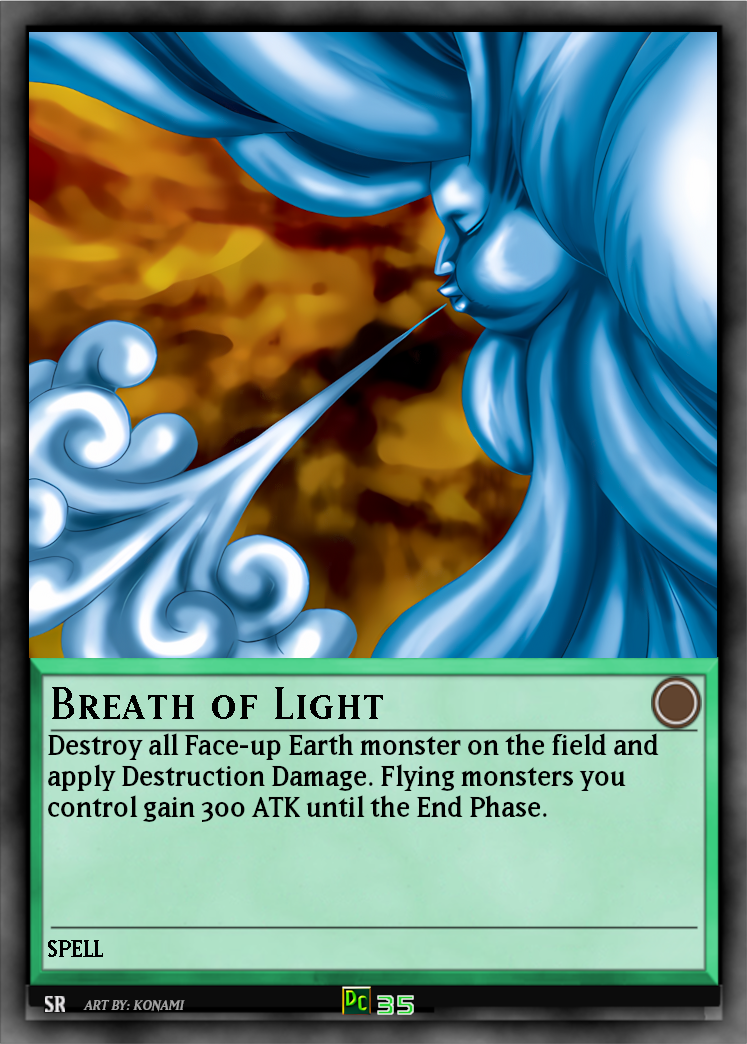 Breath of Light
Destroy all Face-up Earth monster on the field and
apply Destruction Damage. Flying monsters you
control gain 300 ATK until the End Phase.
SPELL
SR ART BY: KONAMI DC 35